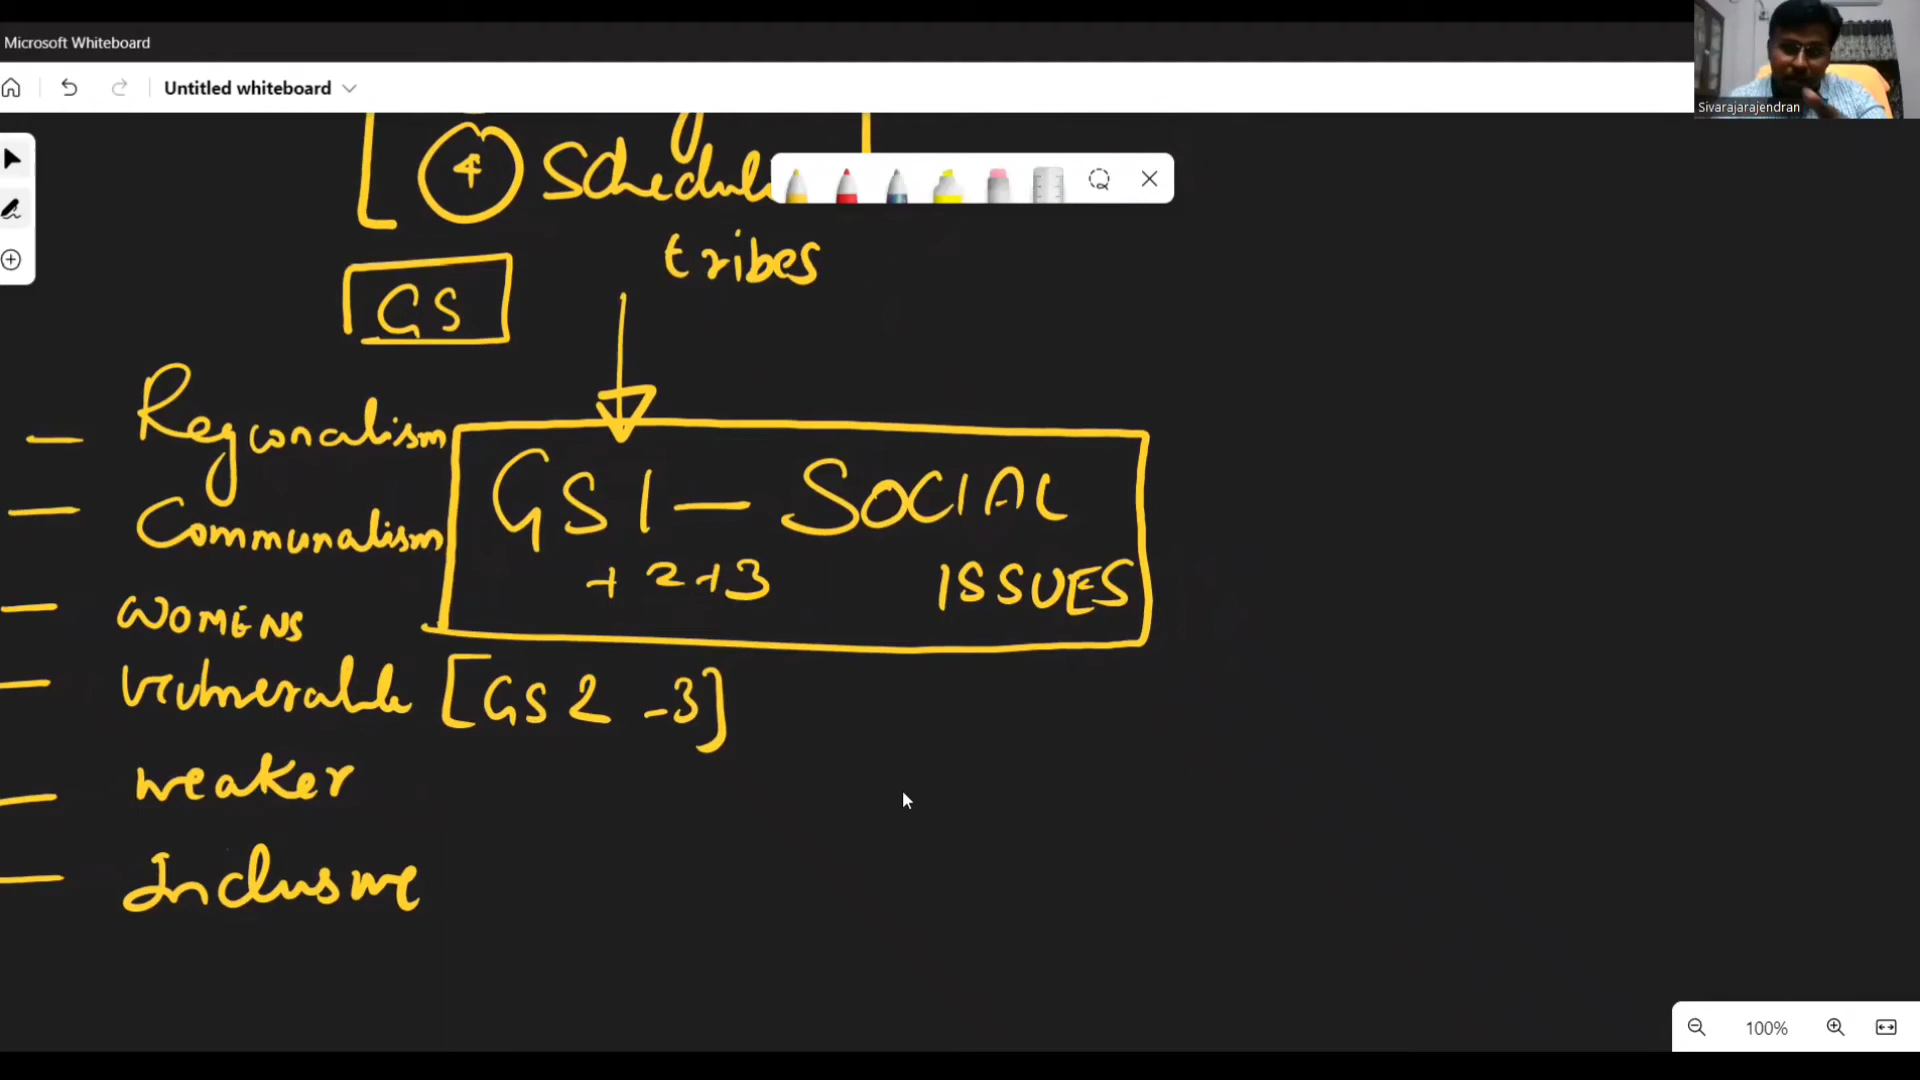 Microsoft Whiteboard
Untitled whiteboard
Sivarajarajendran
4 Schedul
tribes
GS
— Regionalism
— Communalism
GS1 — SOCIAL
+ 2 + 3 ISSUES
— WOMENS
— Vulnerable [GS 2 - 3]
— weaker
— Inclusive
100%